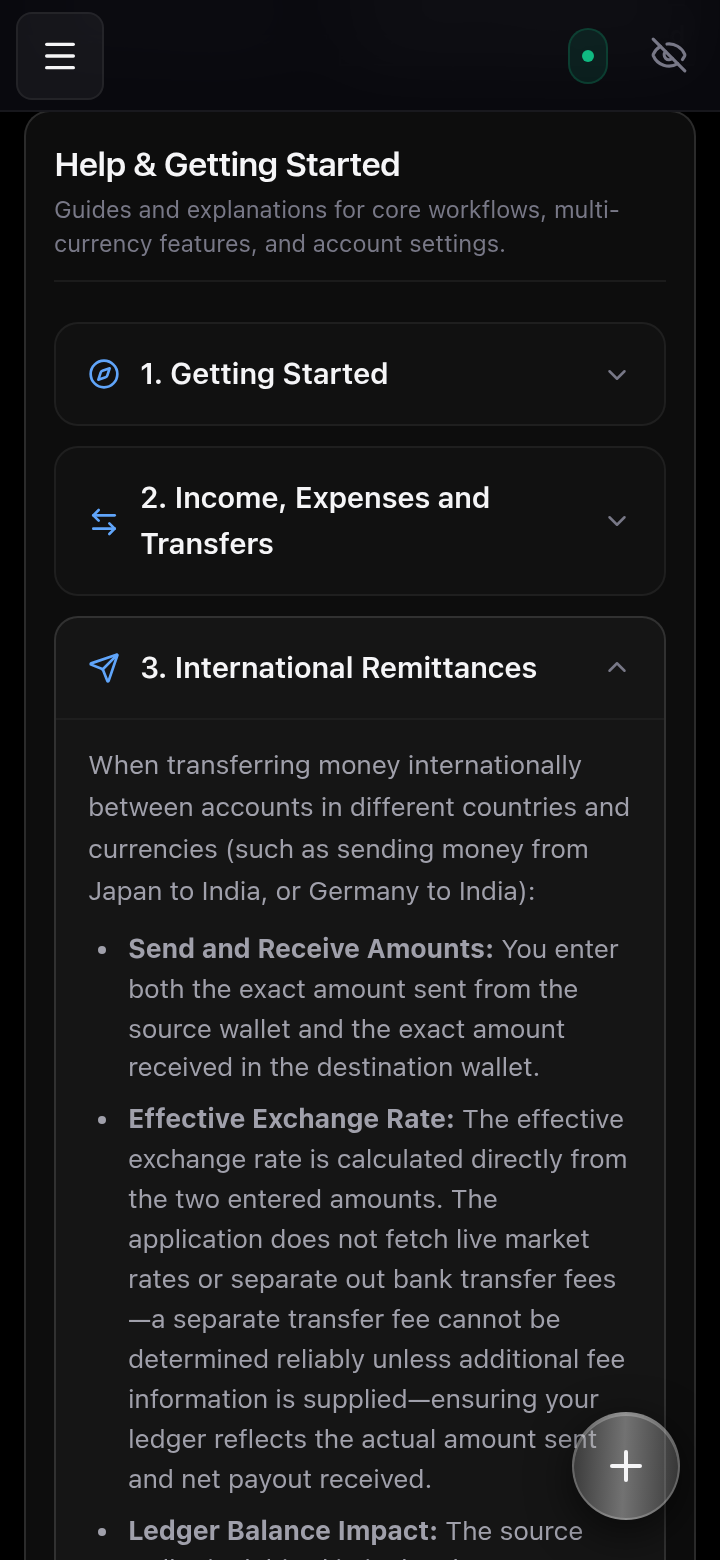 Help & Getting Started
Guides and explanations for core workflows, multi-
currency features, and account settings.
1. Getting Started
2. Income, Expenses and
Transfers
3. International Remittances
When transferring money internationally
between accounts in different countries and
currencies (such as sending money from
Japan to India, or Germany to India):
• Send and Receive Amounts: You enter
both the exact amount sent from the
source wallet and the exact amount
received in the destination wallet.
• Effective Exchange Rate: The effective
exchange rate is calculated directly from
the two entered amounts. The
application does not fetch live market
rates or separate out bank transfer fees
—a separate transfer fee cannot be
determined reliably unless additional fee
information is supplied—ensuring your
ledger reflects the actual amount sent
and net payout received.
• Ledger Balance Impact: The source